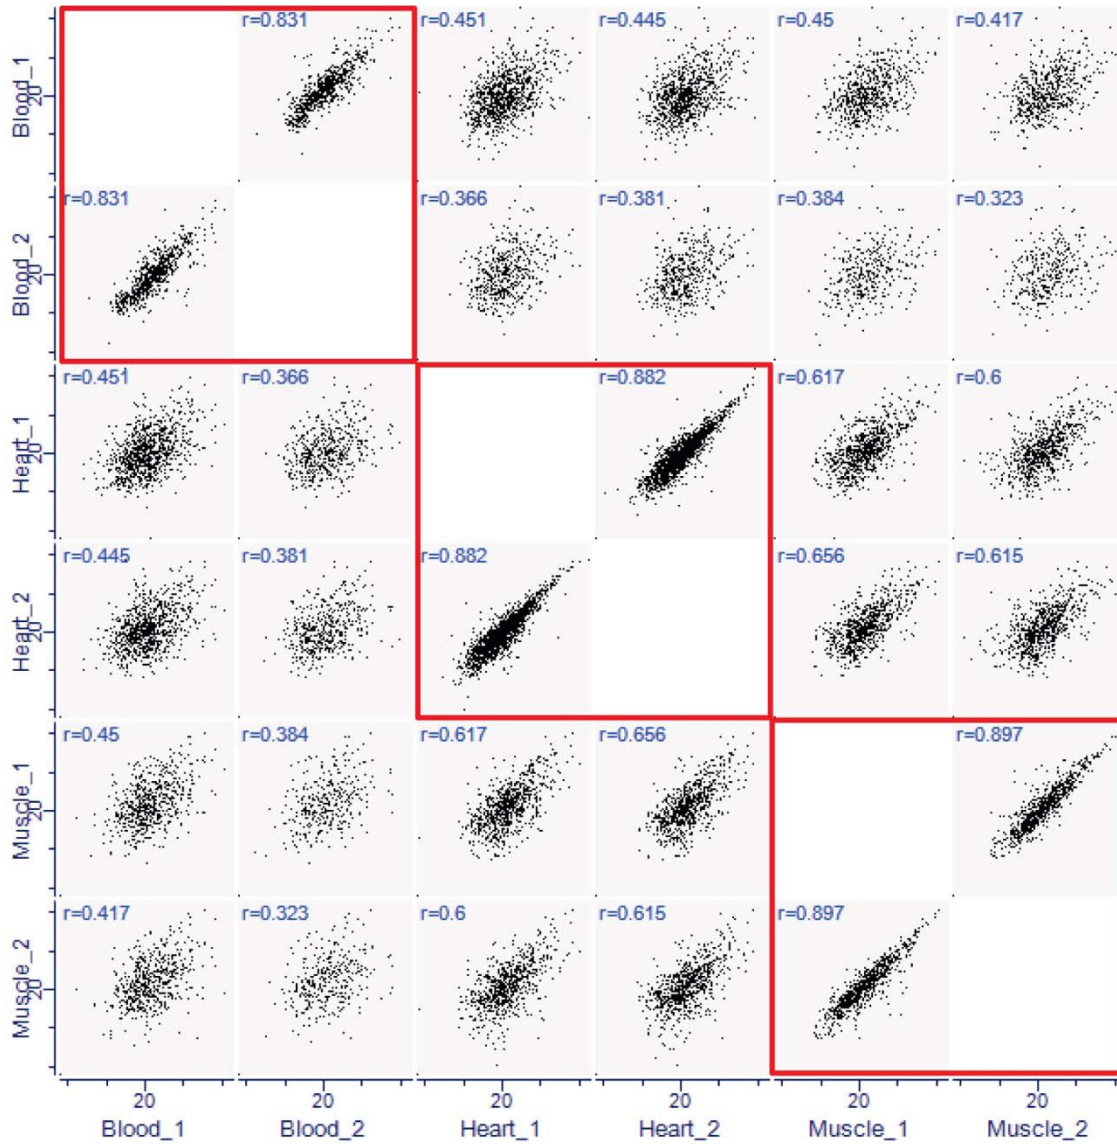 r=0.831 r=0.451 r=0.445 r=0.45 r=0.417
Blood_1
20
r=0.831 r=0.366 r=0.381 r=0.384 r=0.323
Blood_2
20
r=0.451 r=0.366 r=0.882 r=0.617 r=0.6
Heart_1
20
r=0.445 r=0.381 r=0.882 r=0.656 r=0.615
Heart_2
20
r=0.45 r=0.384 r=0.617 r=0.656 r=0.897
Muscle_1
20
r=0.417 r=0.323 r=0.6 r=0.615 r=0.897
Muscle_2
20
20 20 20 20 20 20
Blood_1 Blood_2 Heart_1 Heart_2 Muscle_1 Muscle_2